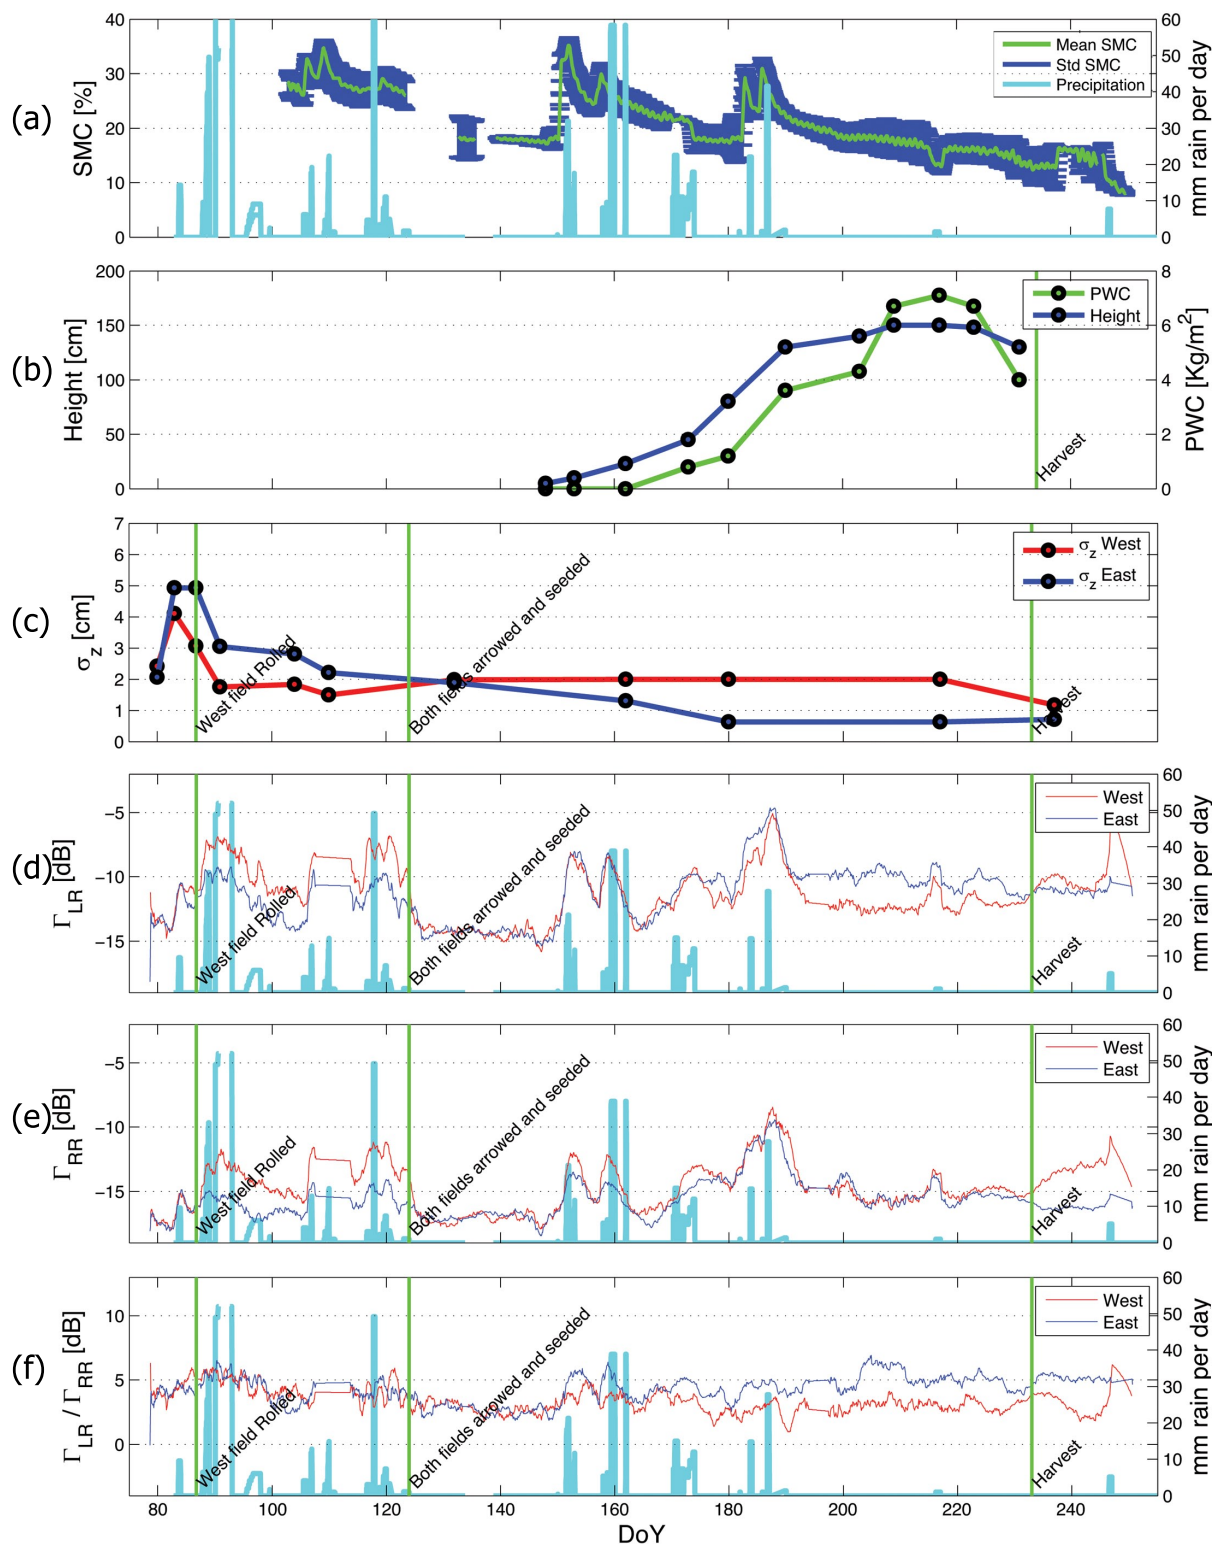 (a)
SMC [%]
40
30
20
10
0
Mean SMC
Std SMC
Precipitation
60
50
40
30
20
10
0
mm rain per day
(b)
Height [cm]
200
150
100
50
0
PWC
Height
Harvest
8
6
4
2
0
PWC [Kg/m²]
(c)
σz [cm]
7
6
5
4
3
2
1
0
West field Rolled
Both fields arrowed and seeded
σz West
σz East
Harvest
(d)
ΓLR [dB]
−5
−10
−15
West field Rolled
Both fields arrowed and seeded
West
East
Harvest
60
50
40
30
20
10
0
mm rain per day
(e)
ΓRR [dB]
−5
−10
−15
West field Rolled
Both fields arrowed and seeded
West
East
Harvest
60
50
40
30
20
10
0
mm rain per day
(f)
ΓLR / ΓRR [dB]
10
5
0
West field Rolled
Both fields arrowed and seeded
West
East
Harvest
60
50
40
30
20
10
0
mm rain per day
80 100 120 140 160 180 200 220 240
DoY